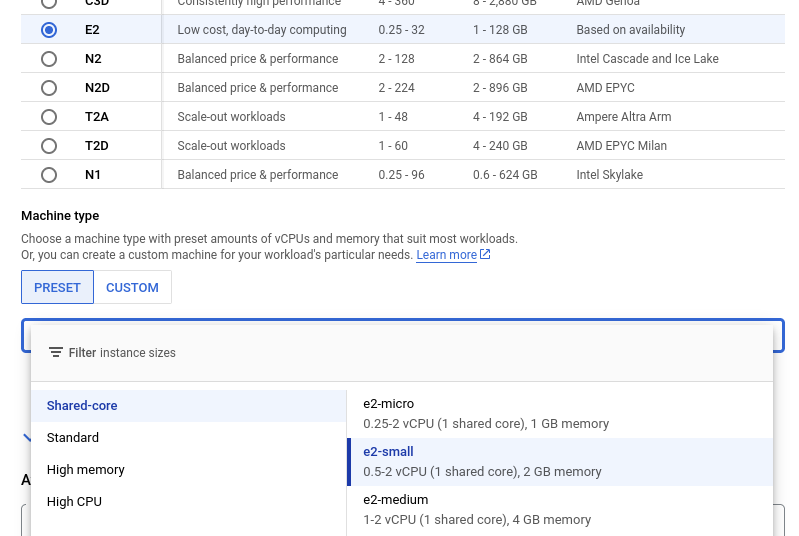 C3D Consistently high performance 4 - 360 8 - 2,880 GB AMD Genoa
E2 Low cost, day-to-day computing 0.25 - 32 1 - 128 GB Based on availability
N2 Balanced price & performance 2 - 128 2 - 864 GB Intel Cascade and Ice Lake
N2D Balanced price & performance 2 - 224 2 - 896 GB AMD EPYC
T2A Scale-out workloads 1 - 48 4 - 192 GB Ampere Altra Arm
T2D Scale-out workloads 1 - 60 4 - 240 GB AMD EPYC Milan
N1 Balanced price & performance 0.25 - 96 0.6 - 624 GB Intel Skylake
Machine type
Choose a machine type with preset amounts of vCPUs and memory that suit most workloads.
Or, you can create a custom machine for your workload's particular needs. Learn more
PRESET CUSTOM
Filter instance sizes
Shared-core
Standard
High memory
High CPU
e2-micro
0.25-2 vCPU (1 shared core), 1 GB memory
e2-small
0.5-2 vCPU (1 shared core), 2 GB memory
e2-medium
1-2 vCPU (1 shared core), 4 GB memory